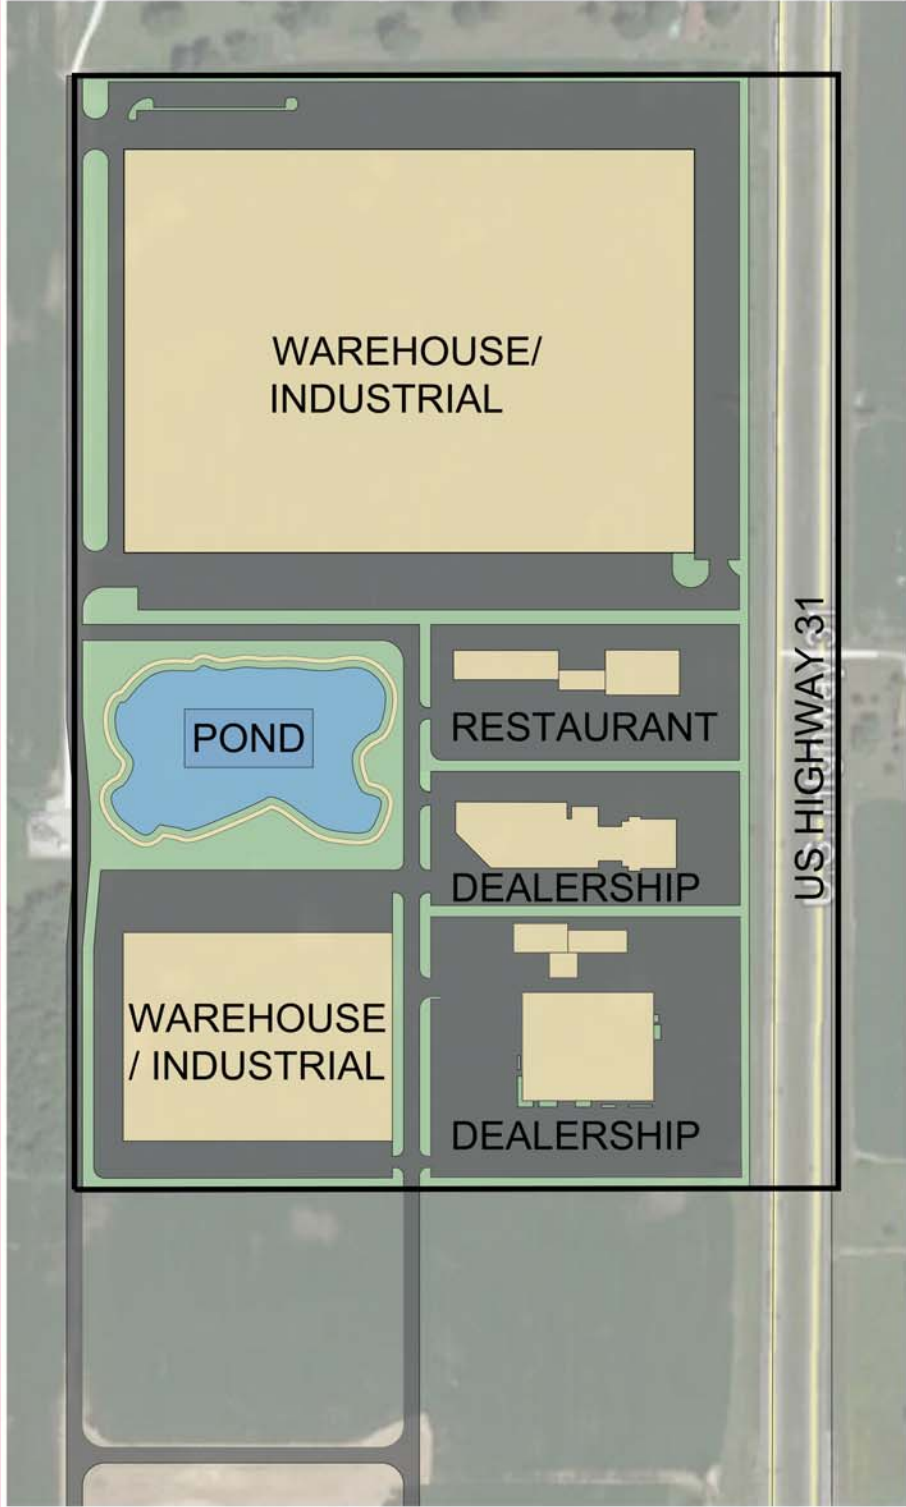 WAREHOUSE/
INDUSTRIAL
POND
RESTAURANT
US HIGHWAY 31
DEALERSHIP
WAREHOUSE
/ INDUSTRIAL
DEALERSHIP